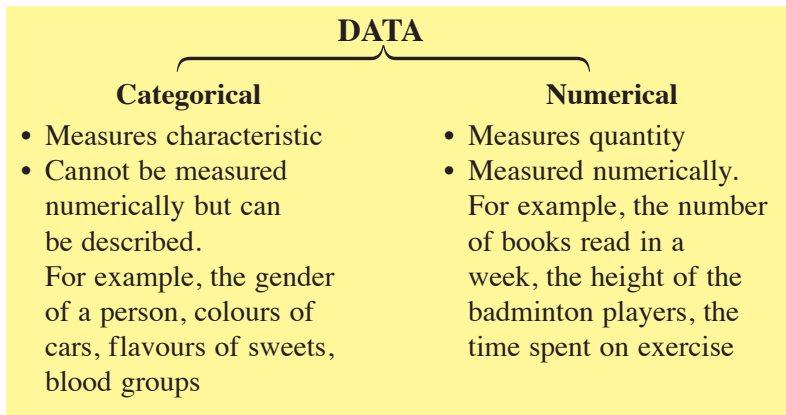 DATA
Categorical
• Measures characteristic
• Cannot be measured
numerically but can
be described.
For example, the gender
of a person, colours of
cars, flavours of sweets,
blood groups
Numerical
• Measures quantity
• Measured numerically.
For example, the number
of books read in a
week, the height of the
badminton players, the
time spent on exercise